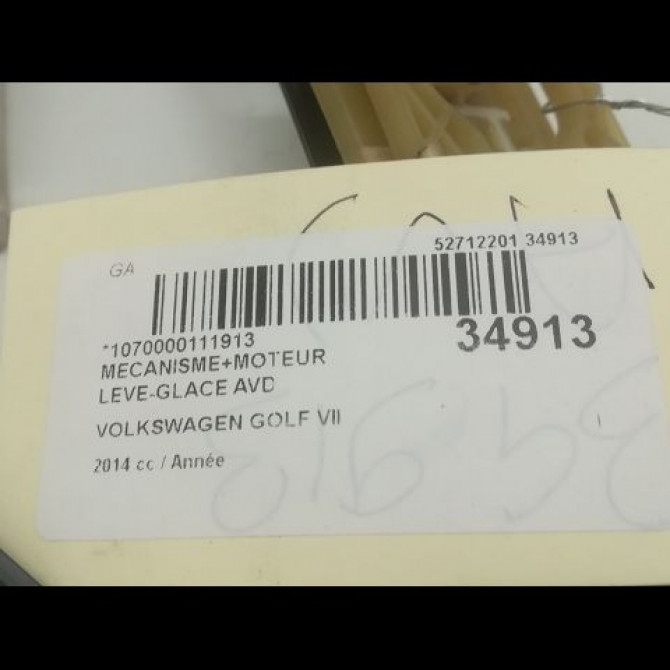 GA
52712201 34913
*1070000111913
34913
MECANISME+MOTEUR
LEVE-GLACE AVD
VOLKSWAGEN GOLF VII
2014 cc / Année